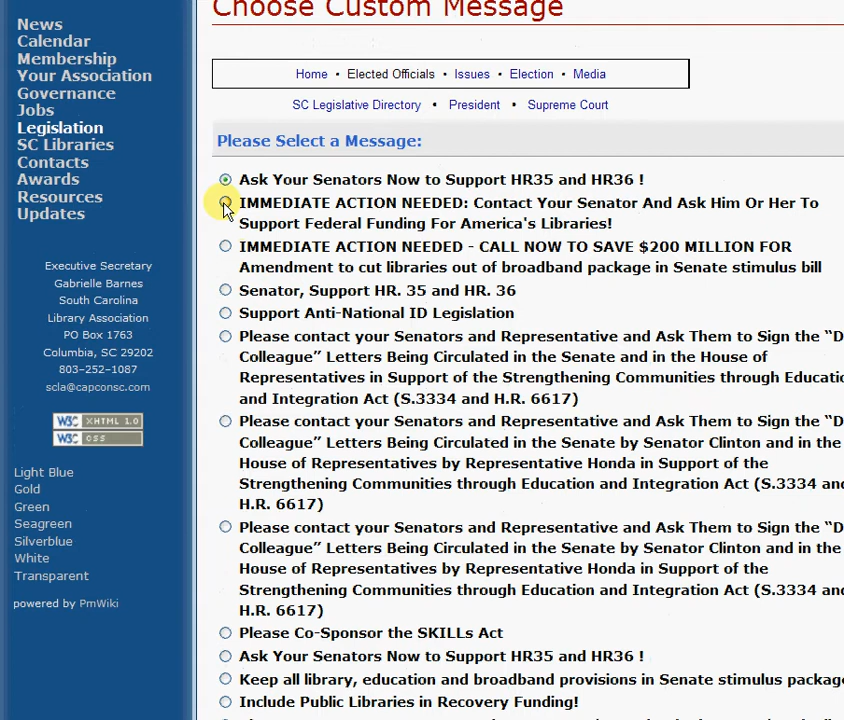 News
Calendar
Membership
Your Association
Governance
Jobs
Legislation
SC Libraries
Contacts
Awards
Resources
Updates
Executive Secretary
Gabrielle Barnes
South Carolina
Library Association
PO Box 1763
Columbia, SC 29202
803-252-1087
scla@capconsc.com
W3C XHTML 1.0
W3C CSS
Light Blue
Gold
Green
Seagreen
Silverblue
White
Transparent
powered by PmWiki
Choose Custom Message
Home • Elected Officials • Issues • Election • Media
SC Legislative Directory • President • Supreme Court
Please Select a Message:
Ask Your Senators Now to Support HR35 and HR36 !
IMMEDIATE ACTION NEEDED: Contact Your Senator And Ask Him Or Her To
Support Federal Funding For America's Libraries!
IMMEDIATE ACTION NEEDED - CALL NOW TO SAVE $200 MILLION FOR
Amendment to cut libraries out of broadband package in Senate stimulus bill
Senator, Support HR. 35 and HR. 36
Support Anti-National ID Legislation
Please contact your Senators and Representative and Ask Them to Sign the “D
Colleague” Letters Being Circulated in the Senate and in the House of
Representatives in Support of the Strengthening Communities through Educatio
and Integration Act (S.3334 and H.R. 6617)
Please contact your Senators and Representative and Ask Them to Sign the “D
Colleague” Letters Being Circulated in the Senate by Senator Clinton and in the
House of Representatives by Representative Honda in Support of the
Strengthening Communities through Education and Integration Act (S.3334 and
H.R. 6617)
Please contact your Senators and Representative and Ask Them to Sign the “D
Colleague” Letters Being Circulated in the Senate by Senator Clinton and in the
House of Representatives by Representative Honda in Support of the
Strengthening Communities through Education and Integration Act (S.3334 and
H.R. 6617)
Please Co-Sponsor the SKILLs Act
Ask Your Senators Now to Support HR35 and HR36 !
Keep all library, education and broadband provisions in Senate stimulus package
Include Public Libraries in Recovery Funding!